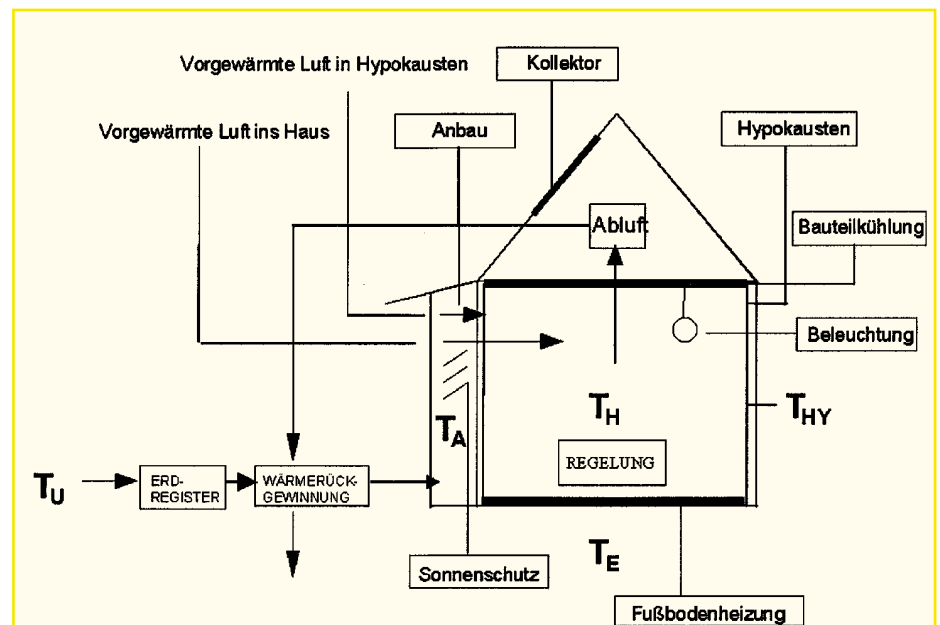 Vorgewärmte Luft in Hypokausten
Kollektor
Vorgewärmte Luft ins Haus
Anbau
Hypokausten
Abluft
Bauteilkühlung
Beleuchtung
T_H
T_HY
T_A
REGELUNG
T_U
ERD-
REGISTER
WÄRMERÜCK-
GEWINNUNG
T_E
Sonnenschutz
Fußbodenheizung